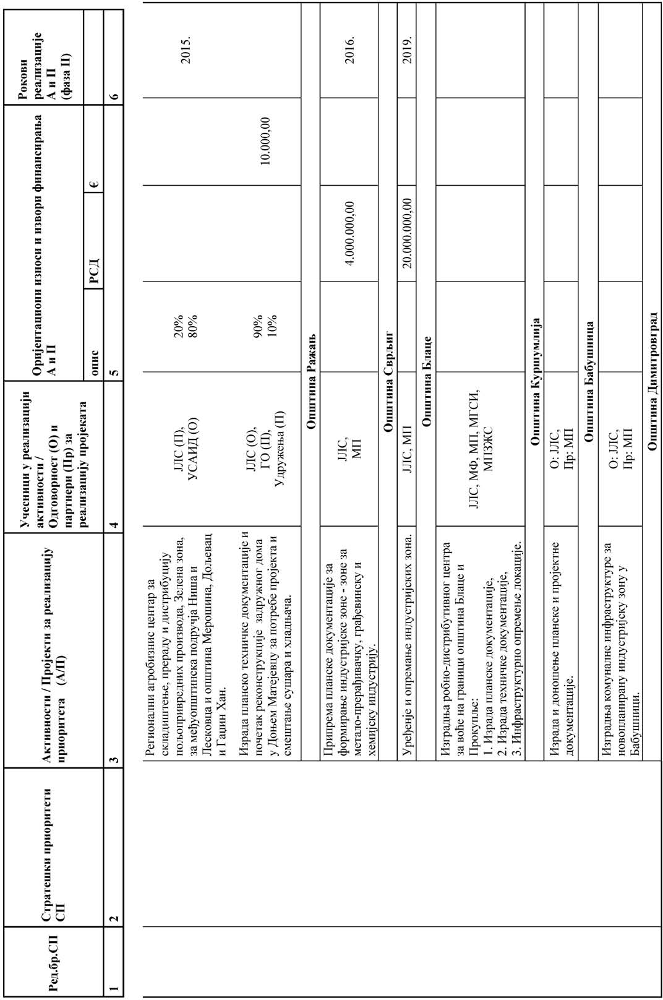 Ред.бр.СП
Стратешки приоритети
СП
Активности / Пројекти за реализацију
приоритета (А/П)
Учесници у реализацији
активности /
Одговорност (О) и
партнери (Пр) за
реализацију пројеката
Оријентациони износи и извори финансирања
А и П
опис
РСД
€
Рокови
реализације
А и П
(фаза II)
1
2
3
4
5
6
Регионални агробизнис центар за
складиштење, прераду и дистрибуцију
пољопривредних производа, Зелена зона,
за међуопштинска подручја Ниша и
Лесковца и општина Мерошина, Дољевац
и Гаџин Хан.
ЈЛС (П),
УСАИД (О)
20%
80%
2015.
Израда планско техничке документације и
почетак реконструкције задружног дома
у Доњем Матејевцу за потребе пројекта и
смештање сушара и хладњача.
ЈЛС (О),
ГО (П),
Удружења (П)
90%
10%
10.000,00
Општина Ражањ
Припрема планске документације за
формирање индустријске зоне - зоне за
метало-прерађивачку, грађевинску и
хемајску индустрију.
ЈЛС,
МП
4.000.000,00
2016.
Општина Сврљиг
Уређење и опремање индустријских зона.
ЈЛС, МП
20.000.000,00
2019.
Општина Блаце
Изградња робно-дистрибутивног центра
за воће на граници општина Блаце и
Прокупље:
1. Израда планске документације,
2. Израда техничке документације,
3. Инфраструктурно опремење локације.
ЈЛС, МФ, МП, МГСИ,
МПЗЖС
Општина Куршумлија
Израда и доношење планске и пројектне
документације.
О: ЈЛС,
Пр: МП
Општина Бабушница
Изградња комуналне инфраструктуре за
новопланирану индустријску зону у
Бабушници.
О: ЈЛС,
Пр: МП
Општина Димитровград